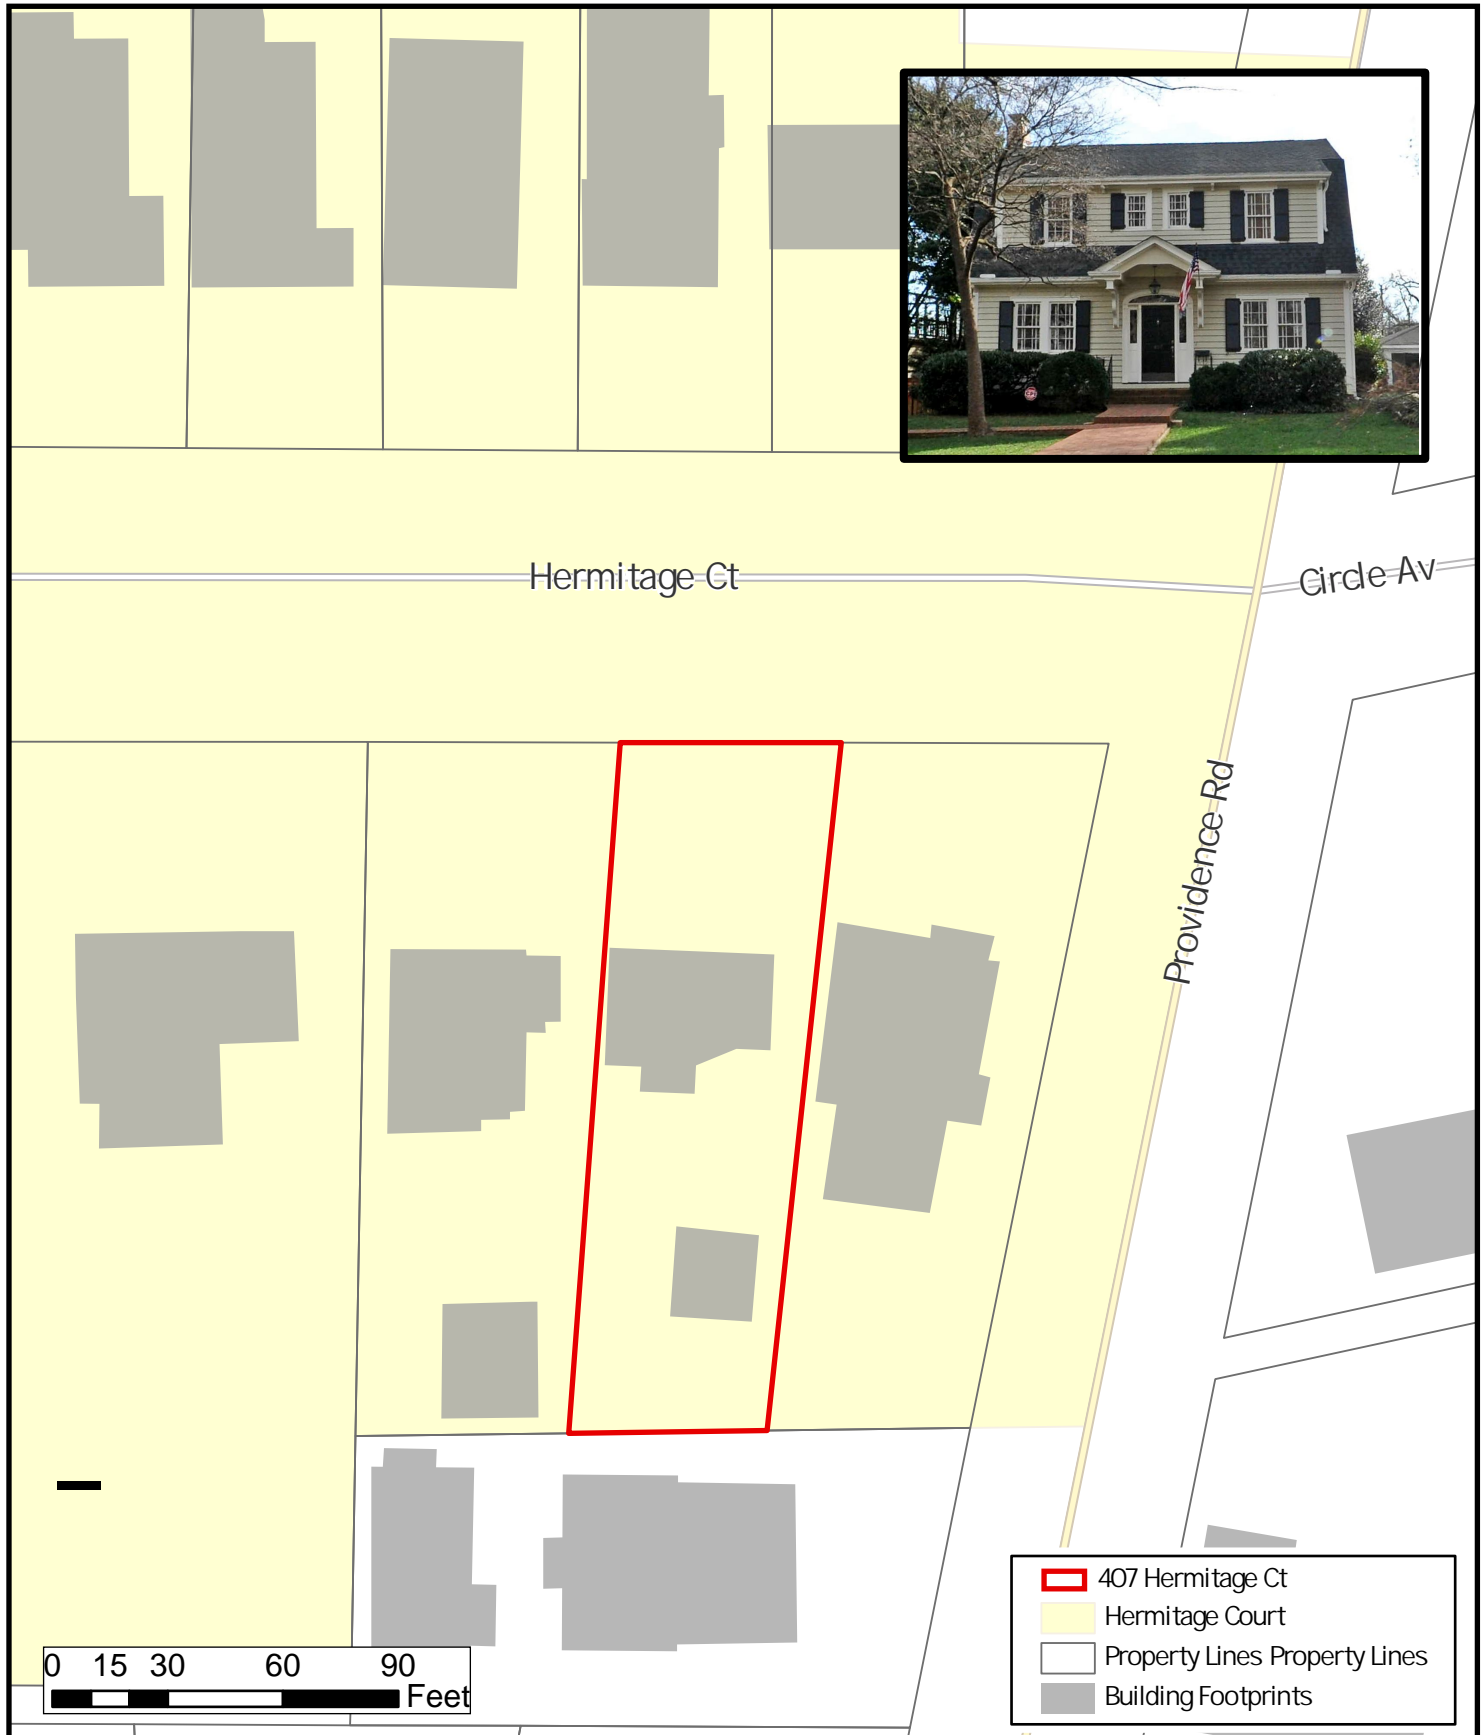 Hermitage Ct
Circle Av
Providence Rd
407 Hermitage Ct
Hermitage Court
Property Lines Property Lines
Building Footprints
0 15 30 60 90
Feet